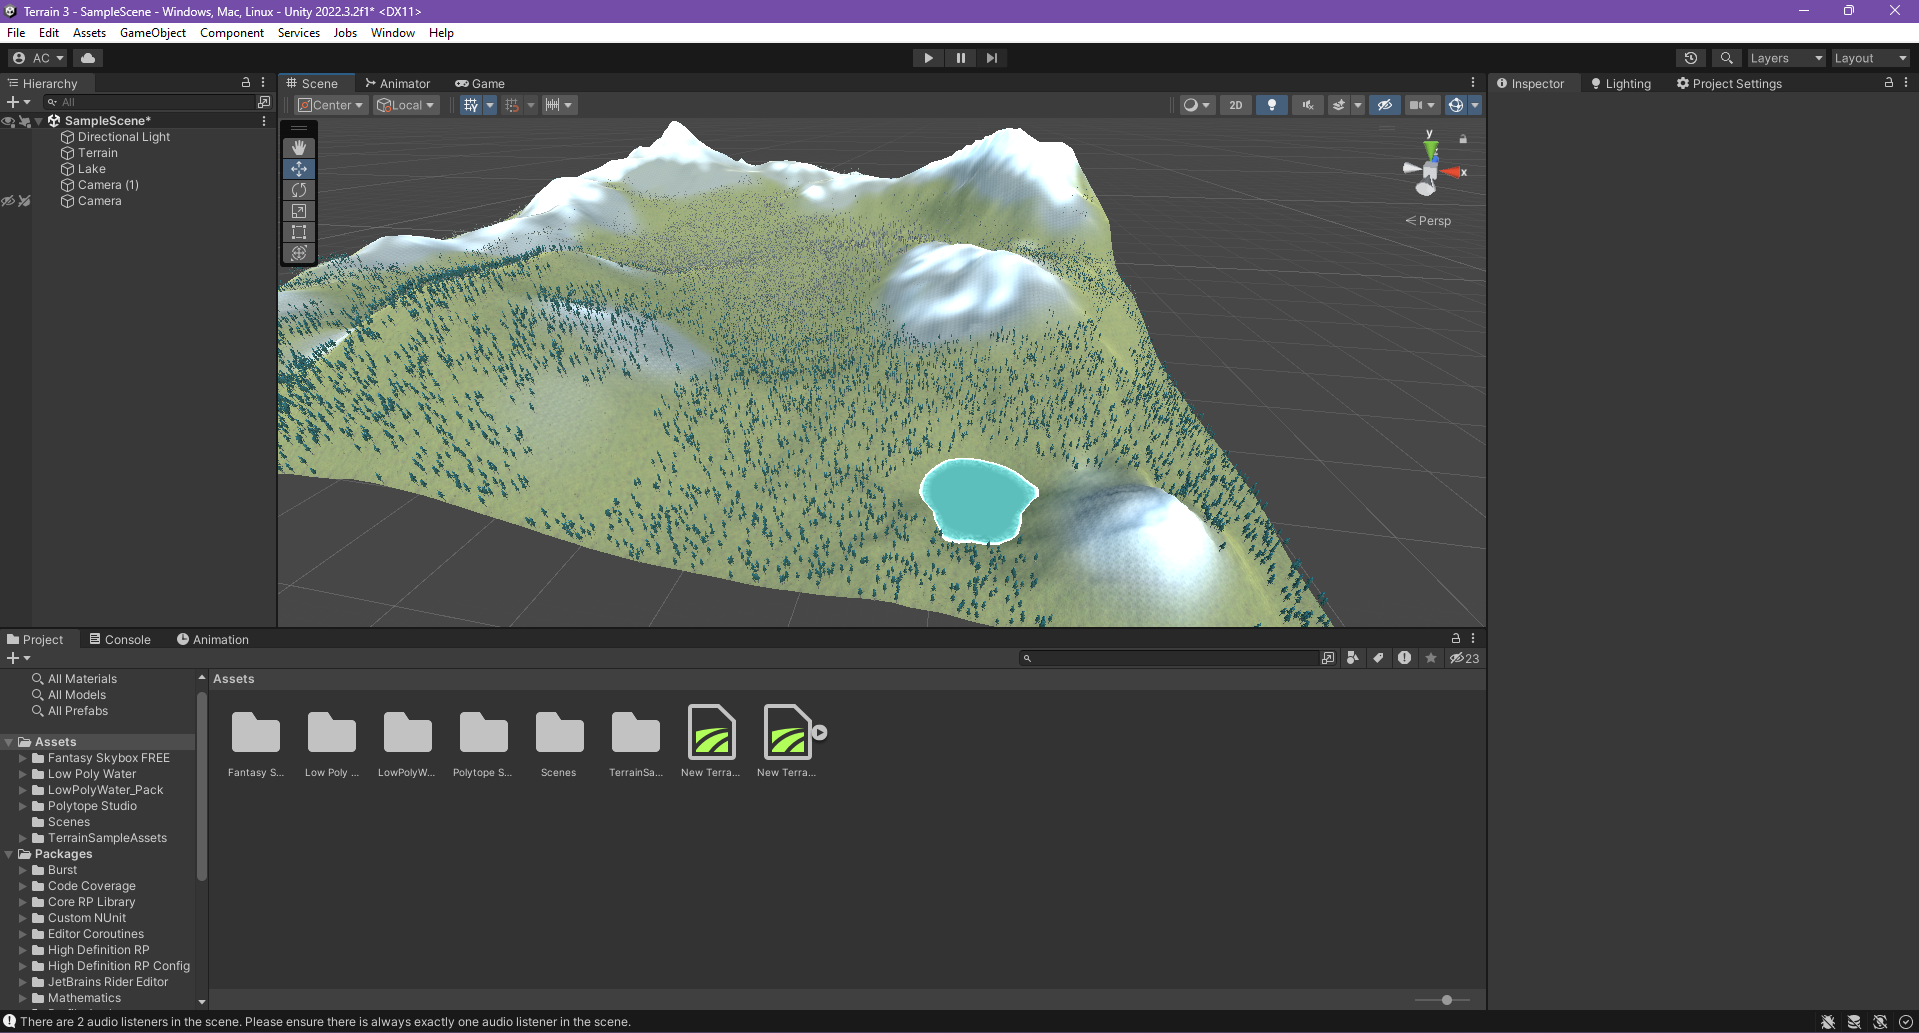 Terrain 3 - SampleScene - Windows, Mac, Linux - Unity 2022.3.2f1* <DX11>
File Edit Assets GameObject Component Services Jobs Window Help
AC
Layers Layout
Hierarchy
All
SampleScene*
Directional Light
Terrain
Lake
Camera (1)
Camera
Scene Animator Game
Center Local
2D
y
x
Persp
Inspector Lighting Project Settings
Project Console Animation
23
All Materials
All Models
All Prefabs
Assets
Fantasy Skybox FREE
Low Poly Water
LowPolyWater_Pack
Polytope Studio
Scenes
TerrainSampleAssets
Packages
Burst
Code Coverage
Core RP Library
Custom NUnit
Editor Coroutines
High Definition RP
High Definition RP Config
JetBrains Rider Editor
Mathematics
Assets
Fantasy S... Low Poly ... LowPolyW... Polytope S... Scenes TerrainSa... New Terra... New Terra...
There are 2 audio listeners in the scene. Please ensure there is always exactly one audio listener in the scene.